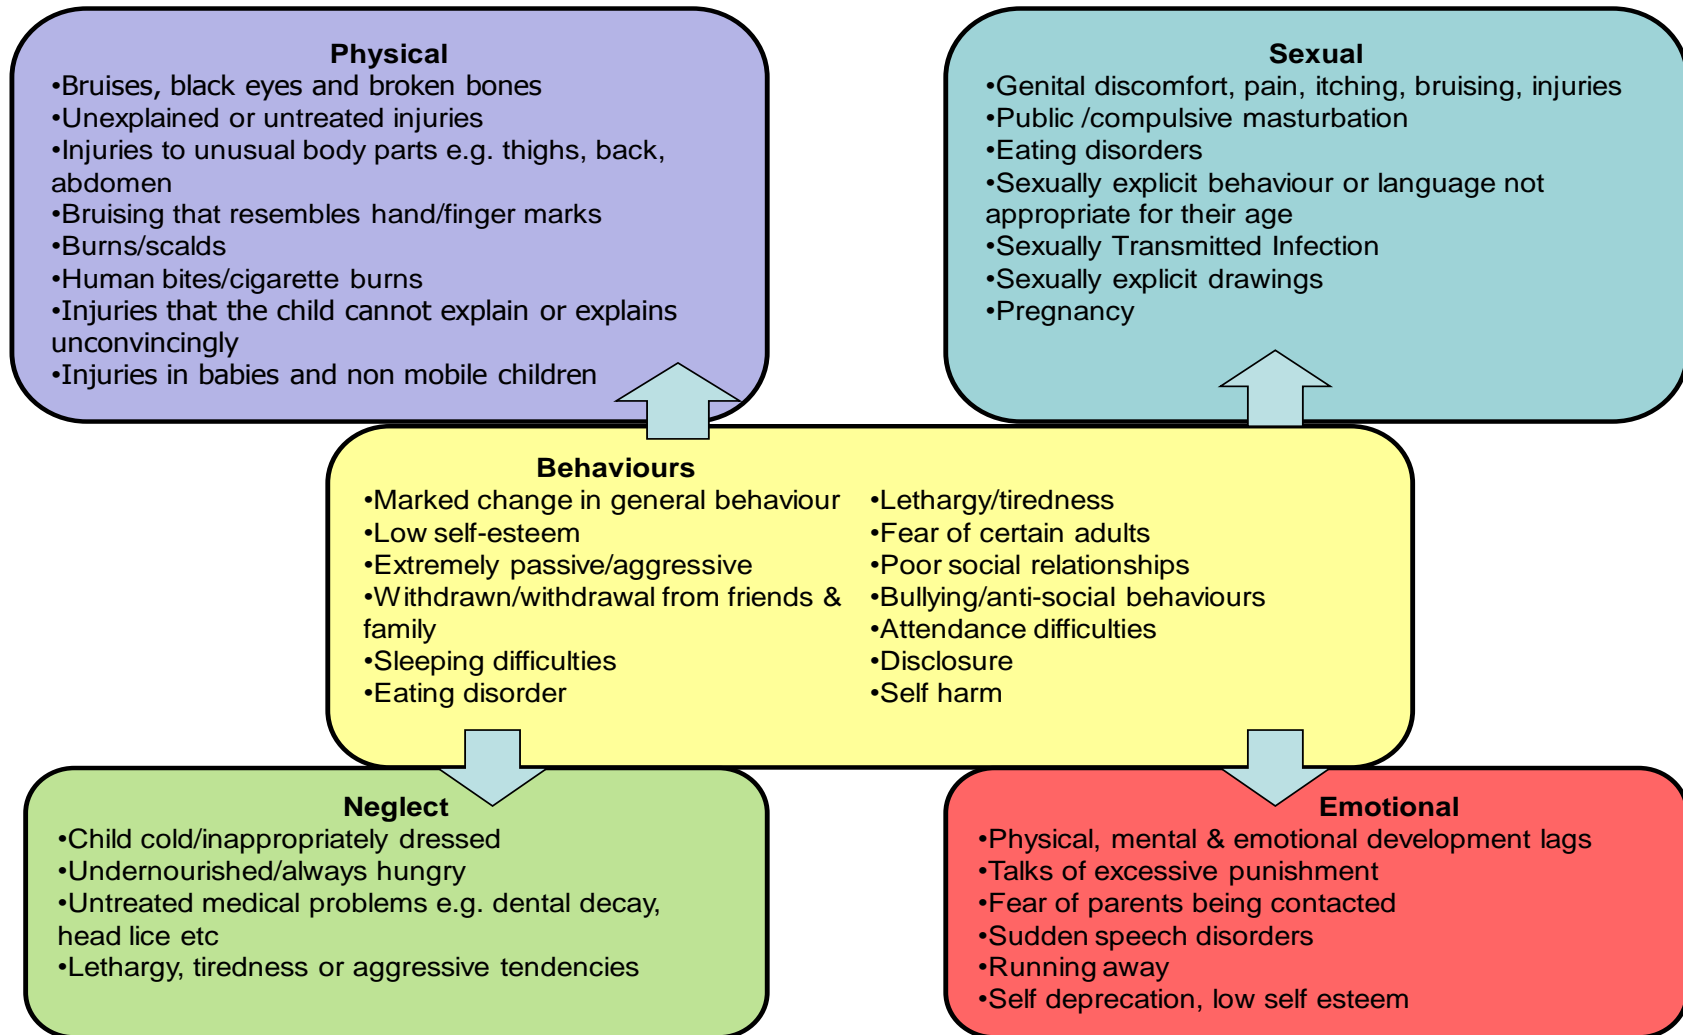 Physical
•Bruises, black eyes and broken bones
•Unexplained or untreated injuries
•Injuries to unusual body parts e.g. thighs, back,
abdomen
•Bruising that resembles hand/finger marks
•Burns/scalds
•Human bites/cigarette burns
•Injuries that the child cannot explain or explains
unconvincingly
•Injuries in babies and non mobile children
Sexual
•Genital discomfort, pain, itching, bruising, injuries
•Public /compulsive masturbation
•Eating disorders
•Sexually explicit behaviour or language not
appropriate for their age
•Sexually Transmitted Infection
•Sexually explicit drawings
•Pregnancy
Behaviours
•Marked change in general behaviour
•Low self-esteem
•Extremely passive/aggressive
•Withdrawn/withdrawal from friends &
family
•Sleeping difficulties
•Eating disorder
•Lethargy/tiredness
•Fear of certain adults
•Poor social relationships
•Bullying/anti-social behaviours
•Attendance difficulties
•Disclosure
•Self harm
Neglect
•Child cold/inappropriately dressed
•Undernourished/always hungry
•Untreated medical problems e.g. dental decay,
head lice etc
•Lethargy, tiredness or aggressive tendencies
Emotional
•Physical, mental & emotional development lags
•Talks of excessive punishment
•Fear of parents being contacted
•Sudden speech disorders
•Running away
•Self deprecation, low self esteem